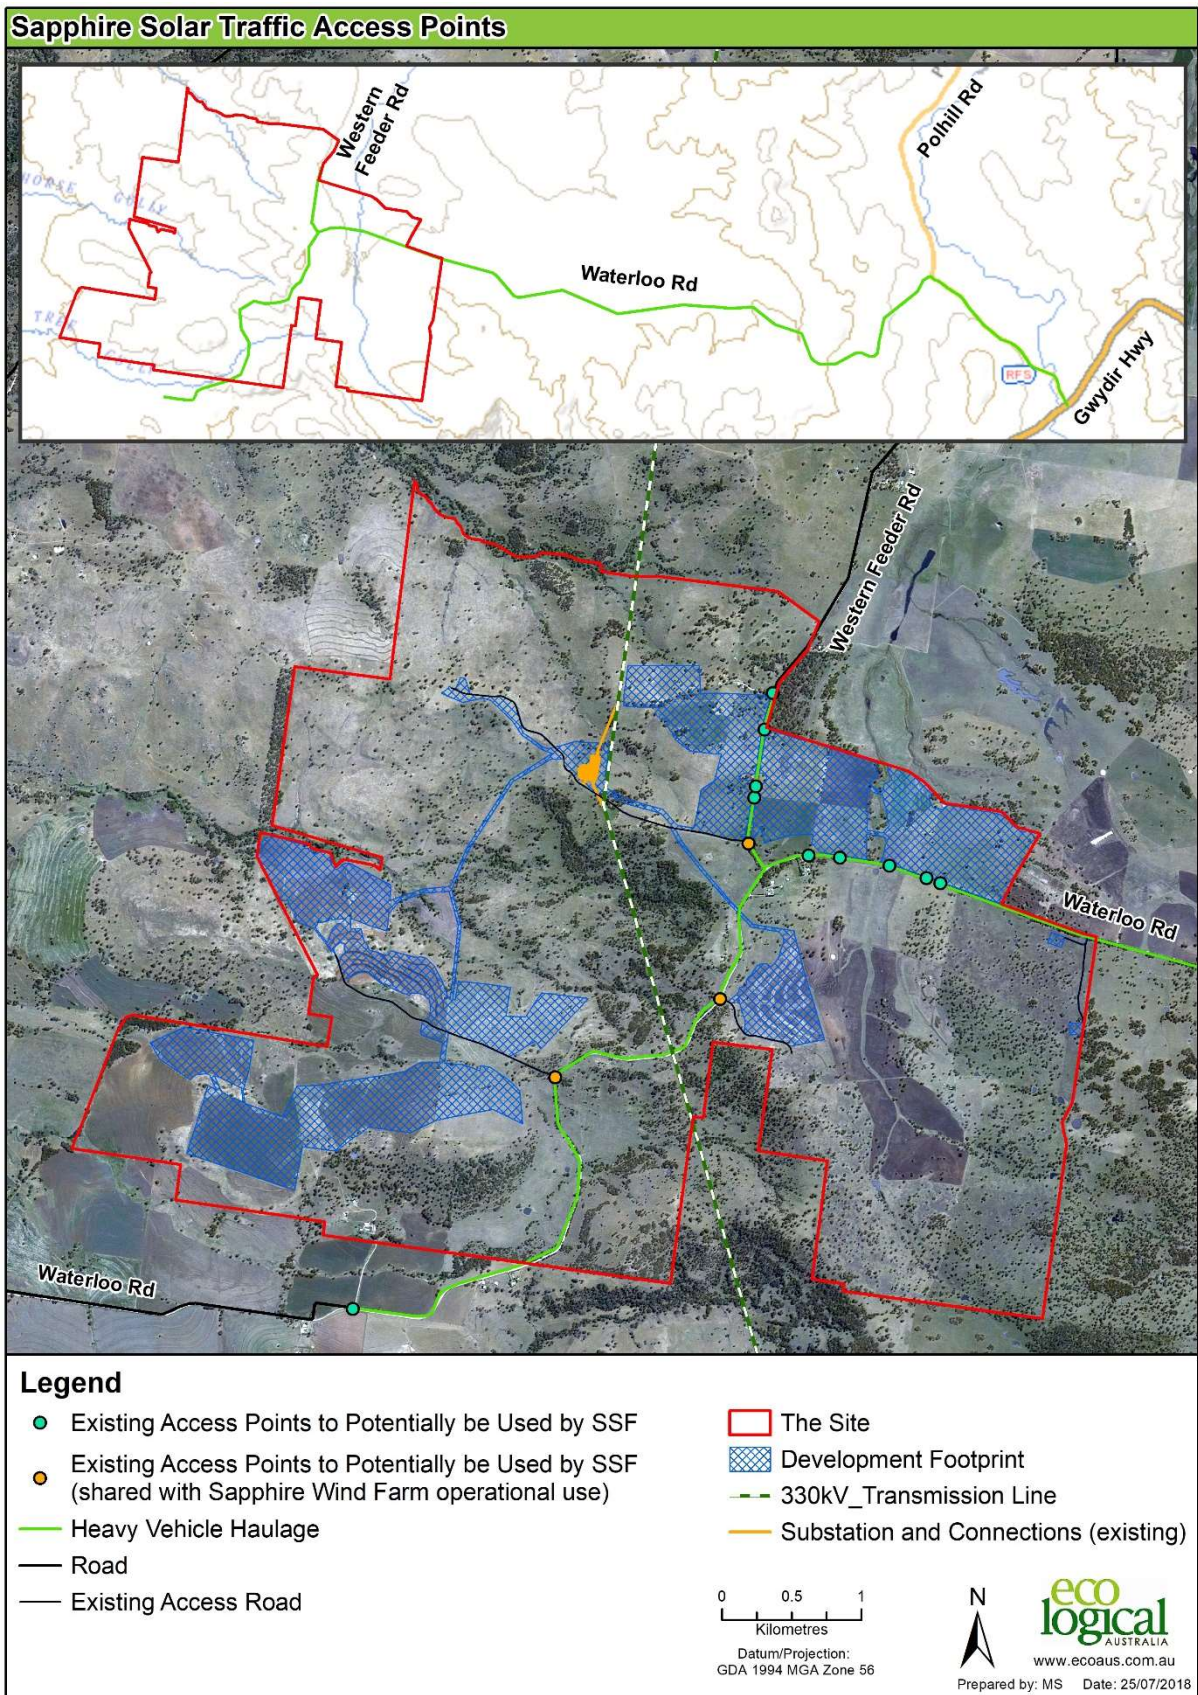 Sapphire Solar Traffic Access Points
Western
Feeder Rd
Polhill Rd
HORSE GULLY
Waterloo Rd
TREE GULLY
RFS
Gwydir Hwy
Western Feeder Rd
Waterloo Rd
Waterloo Rd
Legend
Existing Access Points to Potentially be Used by SSF
Existing Access Points to Potentially be Used by SSF
(shared with Sapphire Wind Farm operational use)
Heavy Vehicle Haulage
Road
Existing Access Road
The Site
Development Footprint
330kV_Transmission Line
Substation and Connections (existing)
0 0.5 1
Kilometres
Datum/Projection:
GDA 1994 MGA Zone 56
N
eco
logical
AUSTRALIA
www.ecoaus.com.au
Prepared by: MS Date: 25/07/2018